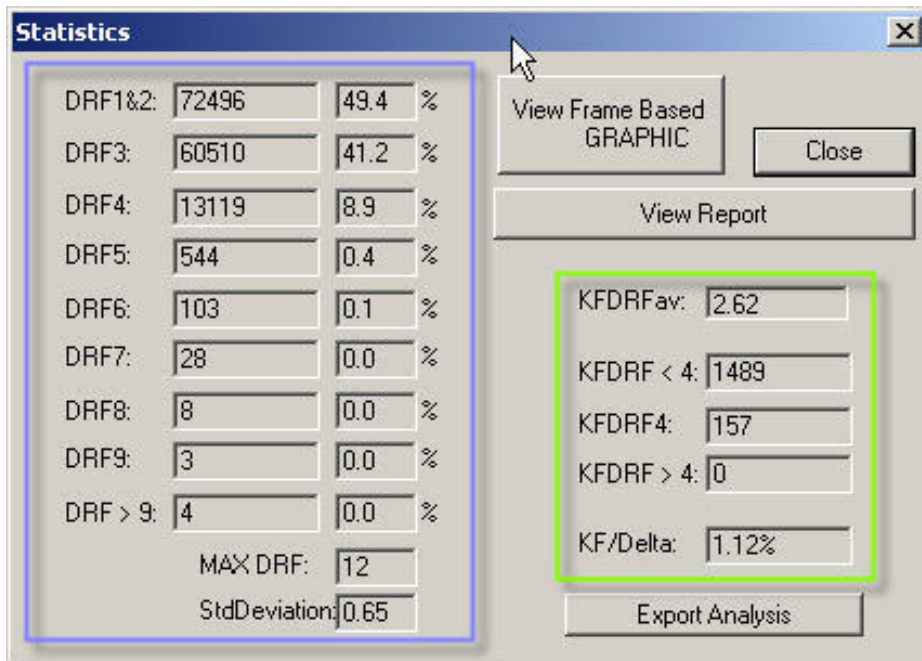 Statistics
DRF1&2: 72496 49.4 %
DRF3: 60510 41.2 %
DRF4: 13119 8.9 %
DRF5: 544 0.4 %
DRF6: 103 0.1 %
DRF7: 28 0.0 %
DRF8: 8 0.0 %
DRF9: 3 0.0 %
DRF > 9: 4 0.0 %
MAX DRF: 12
StdDeviation: 0.65
View Frame Based
GRAPHIC
Close
View Report
KFDRFav: 2.62
KFDRF < 4: 1489
KFDRF4: 157
KFDRF > 4: 0
KF/Delta: 1.12%
Export Analysis